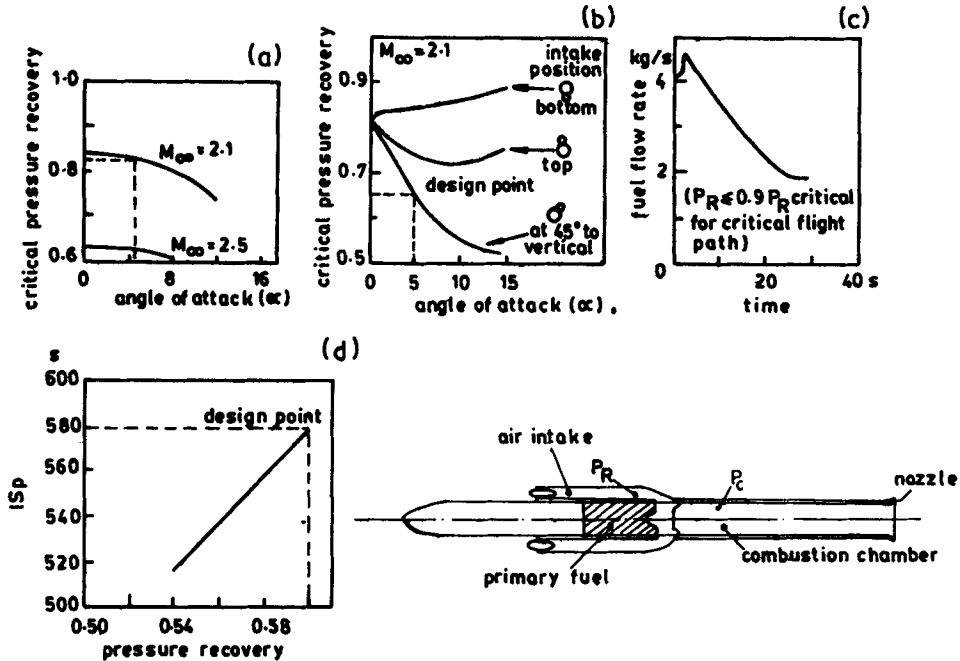 (a)
critical pressure recovery
1·0
0·8
0·6
M∞=2·1
M∞=2·5
0 8 16
angle of attack (α)
(b)
critical pressure recovery
M∞=2·1
0·9
0·7
0·5
intake
position
bottom
top
design point
at 45° to
vertical
0 5 10 15
angle of attack (α).
(c)
fuel flow rate
kg/s
4
2
0
(PR≤0.9 PR critical
for critical flight
path)
0 20 40 s
time
(d)
ISp
s
600
580
560
540
520
500
design point
0·50 0·54 0·58
pressure recovery
air intake
PR
Pc
nozzle
combustion chamber
primary fuel